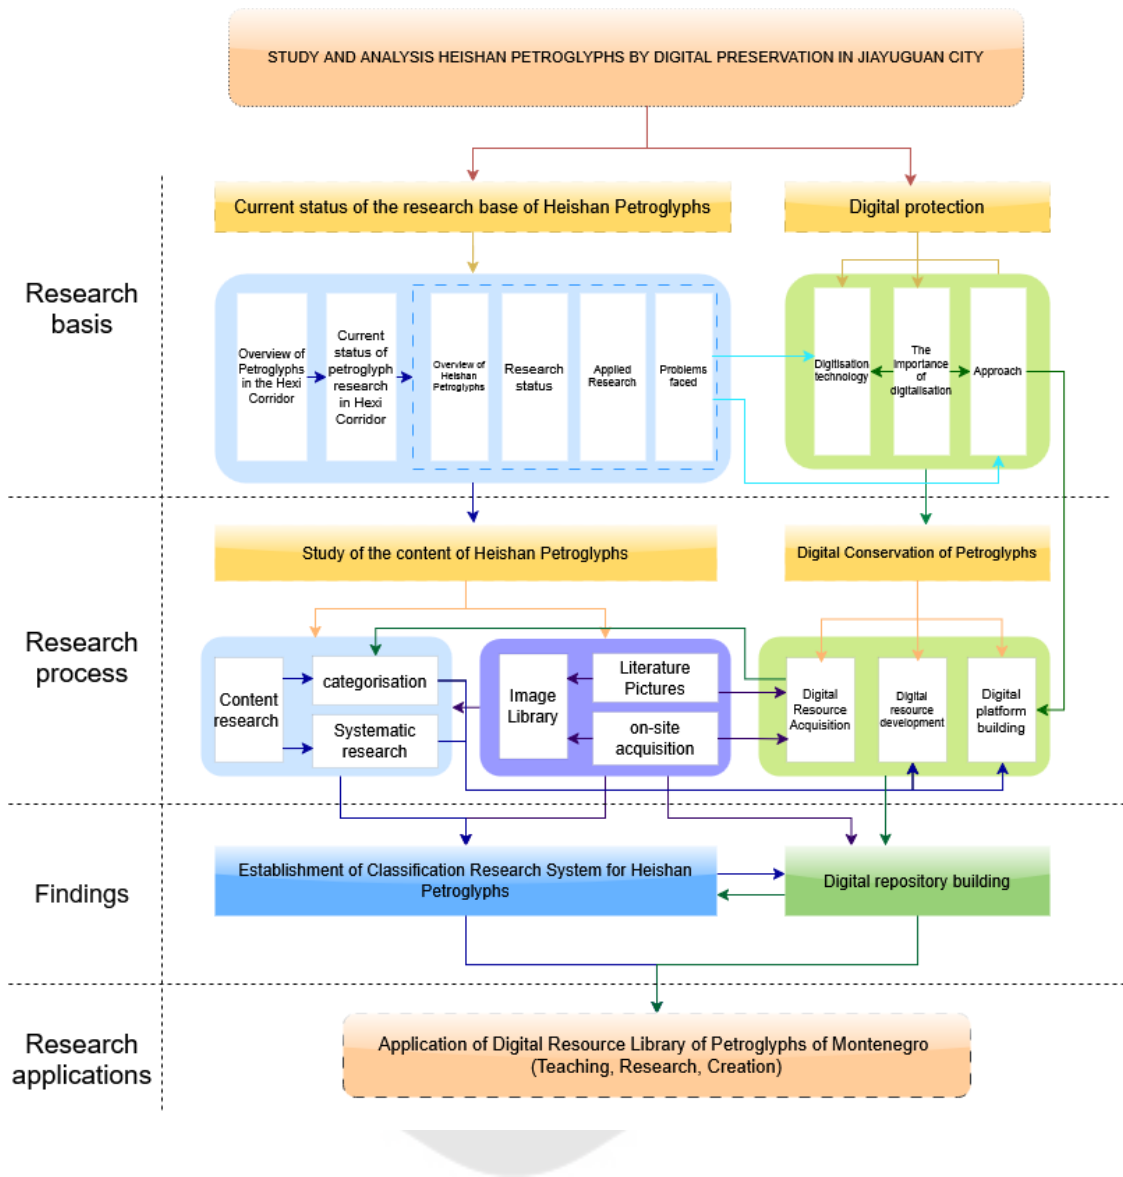 STUDY AND ANALYSIS HEISHAN PETROGLYPHS BY DIGITAL PRESERVATION IN JIAYUGUAN CITY
Research
basis
Current status of the research base of Heishan Petroglyphs
Digital protection
Overview of
Petroglyphs
in the Hexi
Corridor
Current
status of
petroglyph
research
in Hexi
Corridor
Overview of
Heishan
Petroglyphs
Research
status
Applied
Research
Problems
faced
Digitisation
technology
The
importance
of
digitalisation
Approach
Research
process
Study of the content of Heishan Petroglyphs
Digital Conservation of Petroglyphs
Content
research
categorisation
Systematic
research
Image
Library
Literature
Pictures
on-site
acquisition
Digital
Resource
Acquisition
Digital
resource
development
Digital
platform
building
Findings
Establishment of Classification Research System for Heishan
Petroglyphs
Digital repository building
Research
applications
Application of Digital Resource Library of Petroglyphs of Montenegro
(Teaching, Research, Creation)